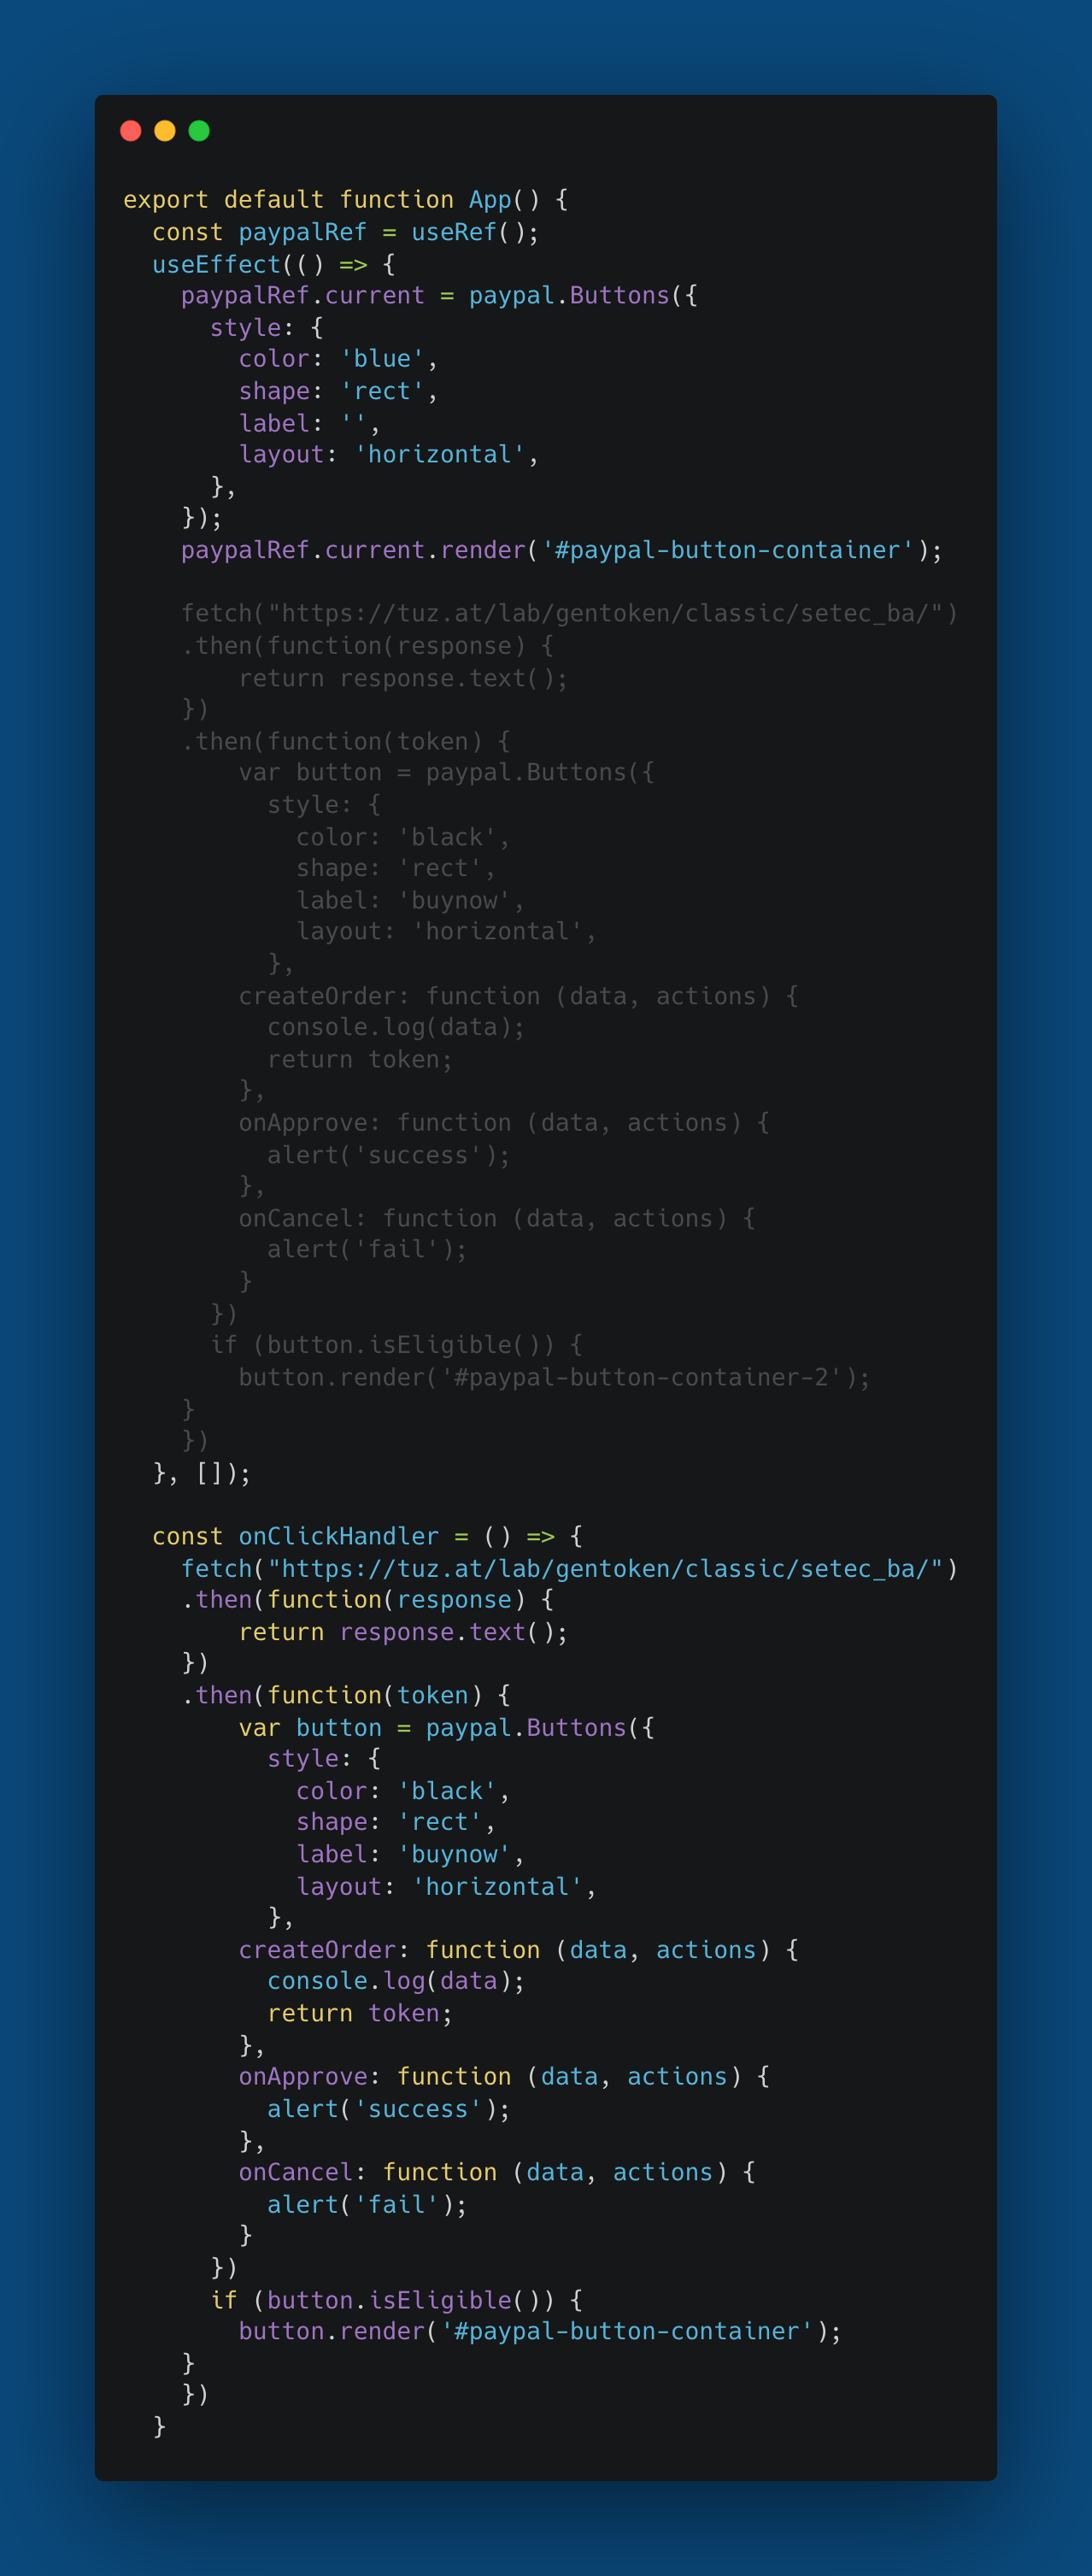 export default function App() {
  const paypalRef = useRef();
  useEffect(() => {
    paypalRef.current = paypal.Buttons({
      style: {
        color: 'blue',
        shape: 'rect',
        label: '',
        layout: 'horizontal',
      },
    });
    paypalRef.current.render('#paypal-button-container');

    fetch("https://tuz.at/lab/gentoken/classic/setec_ba/")
    .then(function(response) {
        return response.text();
    })
    .then(function(token) {
        var button = paypal.Buttons({
          style: {
            color: 'black',
            shape: 'rect',
            label: 'buynow',
            layout: 'horizontal',
          },
        createOrder: function (data, actions) {
          console.log(data);
          return token;
        },
        onApprove: function (data, actions) {
          alert('success');
        },
        onCancel: function (data, actions) {
          alert('fail');
        }
      })
      if (button.isEligible()) {
        button.render('#paypal-button-container-2');
    }
    })
  }, []);

  const onClickHandler = () => {
    fetch("https://tuz.at/lab/gentoken/classic/setec_ba/")
    .then(function(response) {
        return response.text();
    })
    .then(function(token) {
        var button = paypal.Buttons({
          style: {
            color: 'black',
            shape: 'rect',
            label: 'buynow',
            layout: 'horizontal',
          },
        createOrder: function (data, actions) {
          console.log(data);
          return token;
        },
        onApprove: function (data, actions) {
          alert('success');
        },
        onCancel: function (data, actions) {
          alert('fail');
        }
      })
      if (button.isEligible()) {
        button.render('#paypal-button-container');
    }
    })
  }